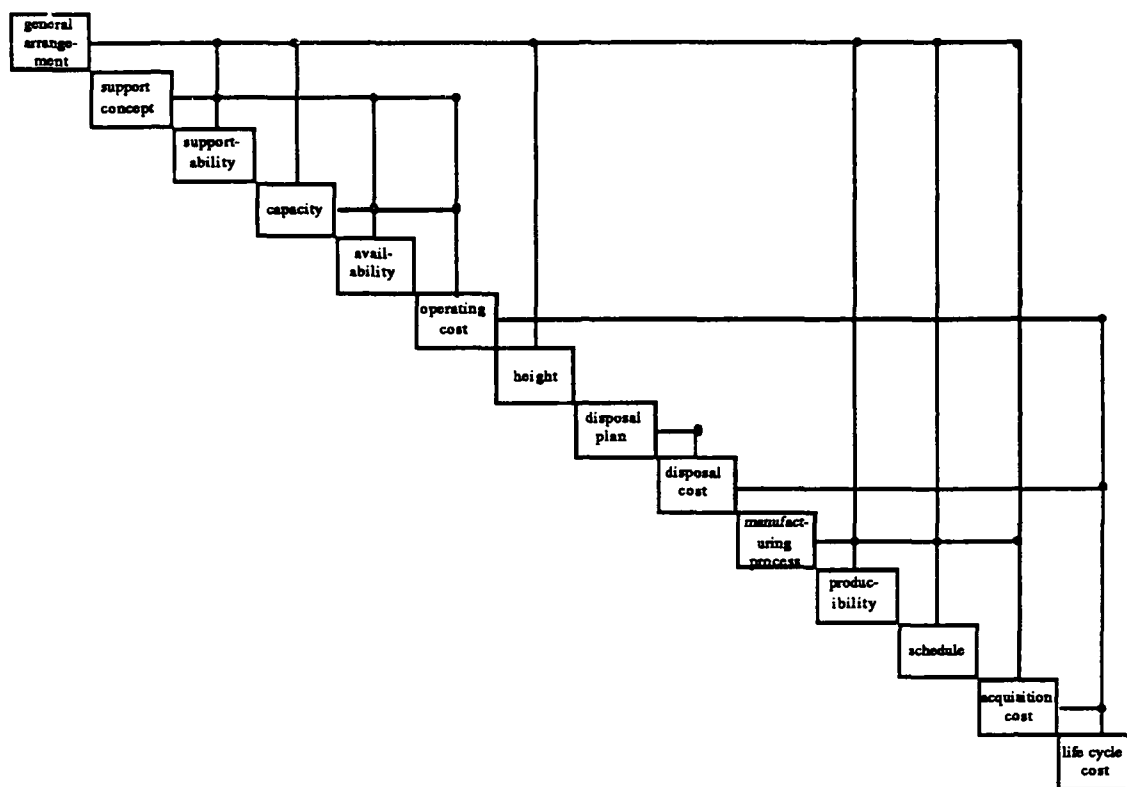 general
arrange-
ment
support
concept
support-
ability
capacity
avail-
ability
operating
cost
height
disposal
plan
disposal
cost
manufact-
uring
process
produc-
ibility
schedule
acquisition
cost
life cycle
cost